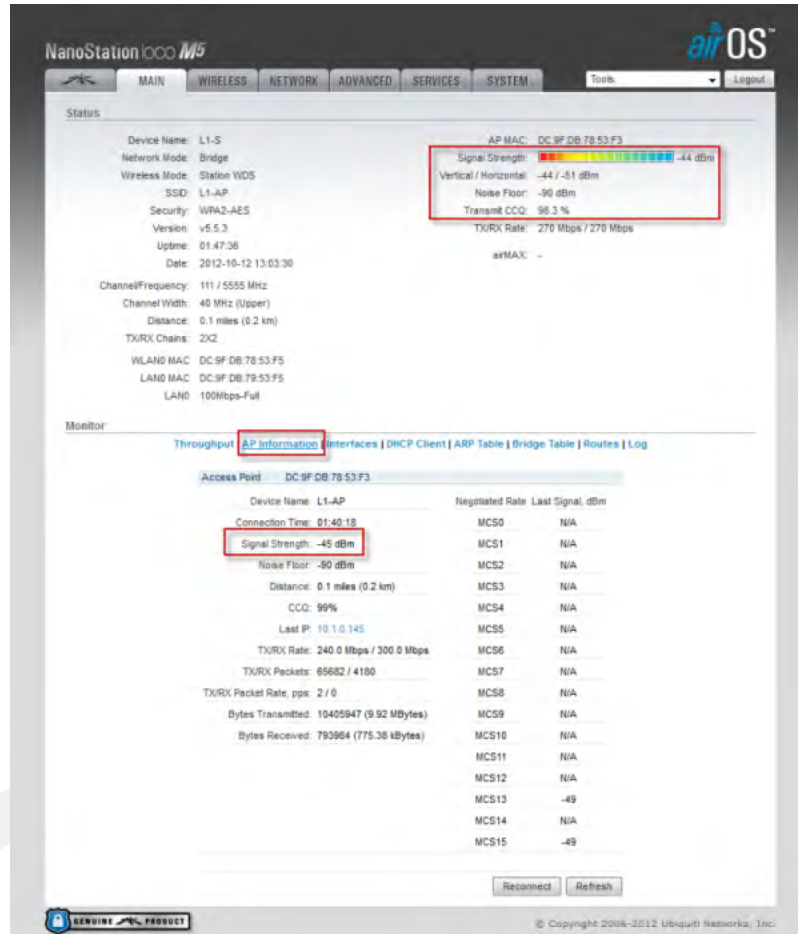 NanoStation loco M5
airOS™
MAIN WIRELESS NETWORK ADVANCED SERVICES SYSTEM Tools: Logout
Status
Device Name: L1-S
Network Mode: Bridge
Wireless Mode: Station WDS
SSID: L1-AP
Security: WPA2-AES
Version: v5.5.3
Uptime: 01:47:36
Date: 2012-10-12 13:03:30
Channel/Frequency: 111 / 5555 MHz
Channel Width: 40 MHz (Upper)
Distance: 0.1 miles (0.2 km)
TX/RX Chains: 2X2
WLAN0 MAC DC:9F:DB:78:53:F5
LAN0 MAC DC:9F:DB:79:53:F5
LAN0 100Mbps-Full
AP MAC: DC:9F:DB:78:53:F3
Signal Strength: -44 dBm
Vertical / Horizontal: -44 / -51 dBm
Noise Floor: -90 dBm
Transmit CCQ: 98.3 %
TX/RX Rate: 270 Mbps / 270 Mbps
airMAX: -
Monitor
Throughput | AP Information | Interfaces | DHCP Client | ARP Table | Bridge Table | Routes | Log
Access Point DC:9F:DB:78:53:F3
Device Name: L1-AP
Connection Time: 01:40:18
Signal Strength: -45 dBm
Noise Floor: -90 dBm
Distance: 0.1 miles (0.2 km)
CCQ: 99%
Last IP: 10.1.0.145
TX/RX Rate: 240.0 Mbps / 300.0 Mbps
TX/RX Packets: 65682 / 4180
TX/RX Packet Rate, pps: 2 / 0
Bytes Transmitted: 10405947 (9.92 MBytes)
Bytes Received: 793984 (775.38 kBytes)
Negotiated Rate Last Signal, dBm
MCS0 N/A
MCS1 N/A
MCS2 N/A
MCS3 N/A
MCS4 N/A
MCS5 N/A
MCS6 N/A
MCS7 N/A
MCS8 N/A
MCS9 N/A
MCS10 N/A
MCS11 N/A
MCS12 N/A
MCS13 -49
MCS14 N/A
MCS15 -49
Reconnect Refresh
GENUINE PRODUCT
© Copyright 2006-2012 Ubiquiti Networks, Inc.